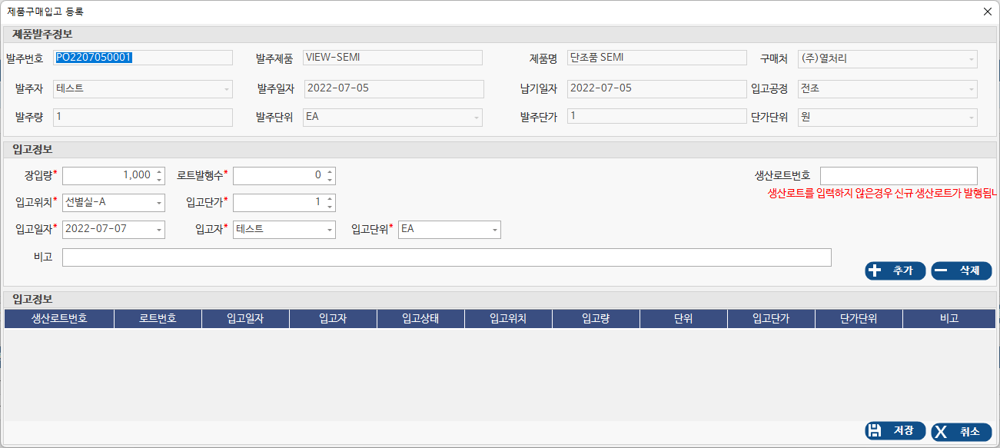 제품구매입고 등록
제품발주정보
발주번호 PO2207050001 발주제품 VIEW-SEMI 제품명 단조품 SEMI 구매처 (주)열처리
발주자 테스트 발주일자 2022-07-05 납기일자 2022-07-05 입고공정 전조
발주량 1 발주단위 EA 발주단가 1 단가단위 원
입고정보
장입량* 1,000 로트발행수* 0 생산로트번호
생산로트를 입력하지 않은경우 신규 생산로트가 발행됩니
입고위치* 선별실-A 입고단가* 1
입고일자* 2022-07-07 입고자* 테스트 입고단위* EA
비고
추가 삭제
입고정보
생산로트번호 로트번호 입고일자 입고자 입고상태 입고위치 입고량 단위 입고단가 단가단위 비고
저장 취소